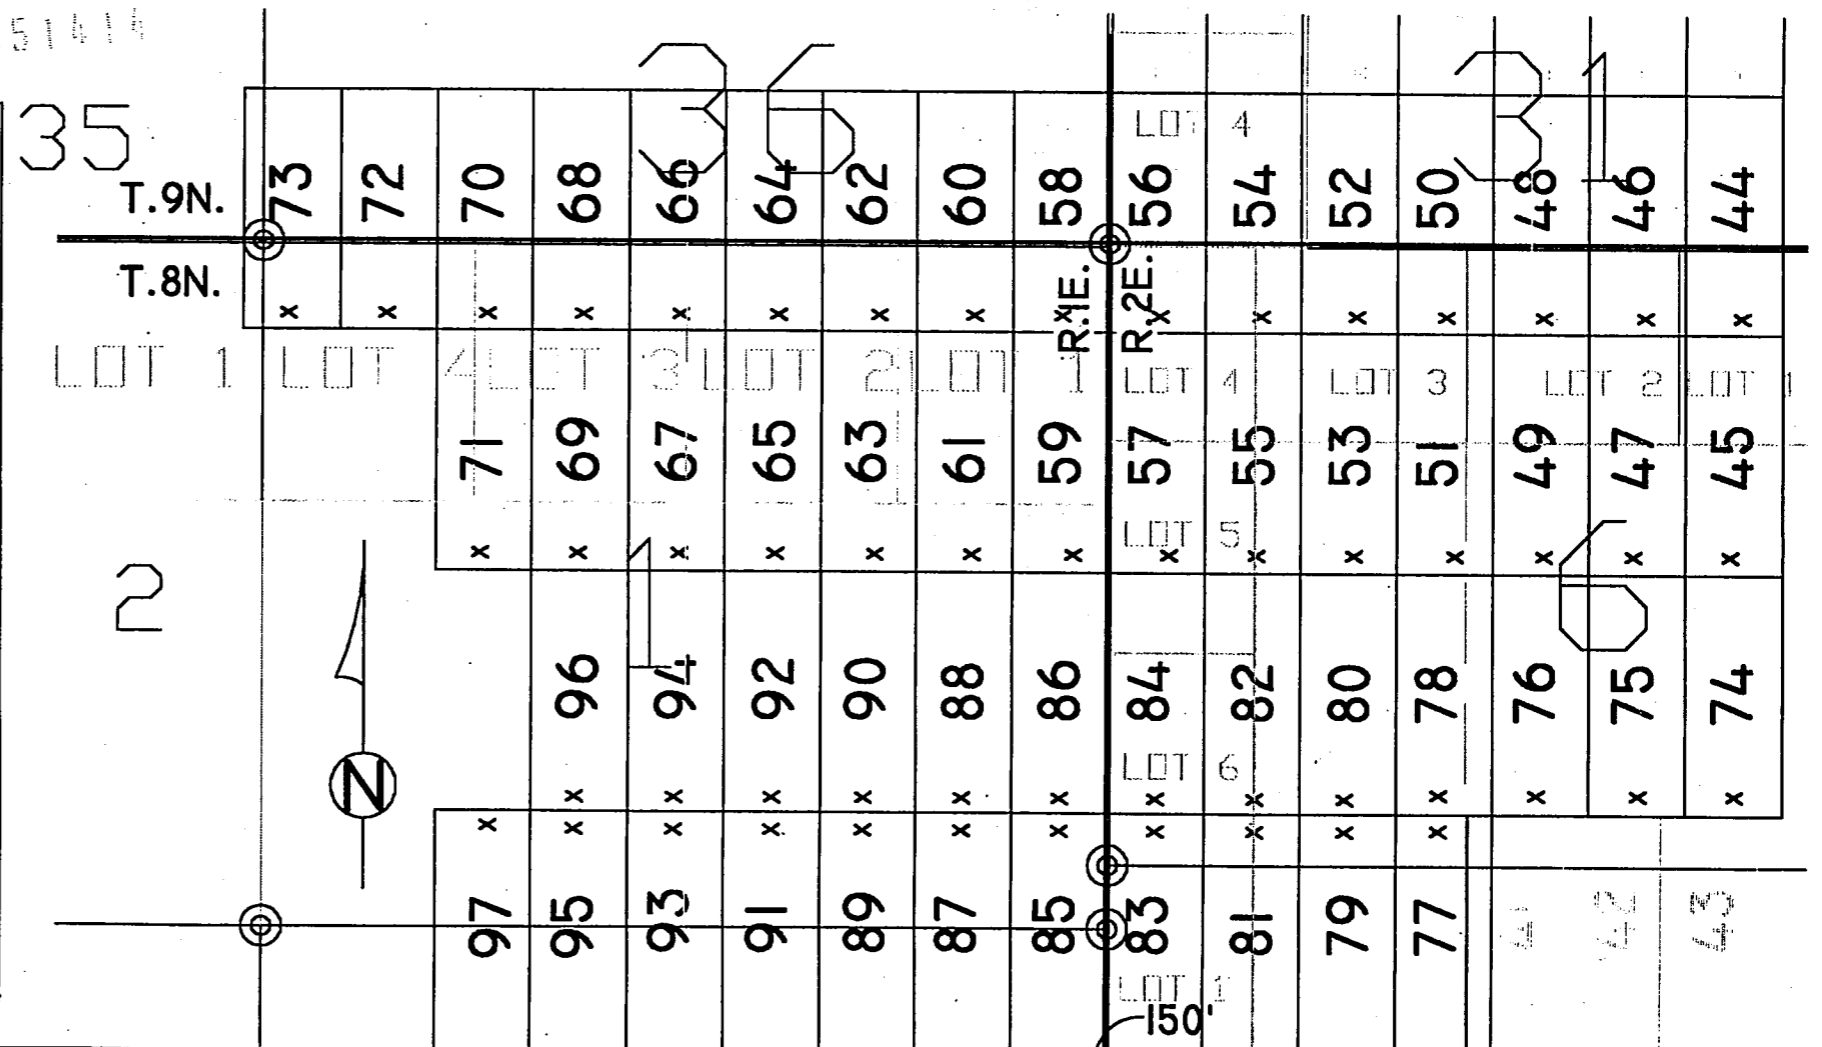 51414
36
31
35
LOT 4
T.9N.
73 72 70 68 66 64 62 60 58 56 54 52 50 48 46 44
T.8N.
R.1E. R.2E.
x x x x x x x x x x x x x x x x
LOT 1 LOT 4 LOT 3 LOT 2 LOT 1 LOT 4 LOT 3 LOT 2 LOT 1
71 69 67 65 63 61 59 57 55 53 51 49 47 45
LOT 5
x x x x x x x x x x x x x x
2
1
6
96 94 92 90 88 86 84 82 80 78 76 75 74
LOT 6
N
x x x x x x x x x x x x x
x x x x x x x x x x x
97 95 93 91 89 87 85 83 81 79 77 41 42 43
LOT 1
150'